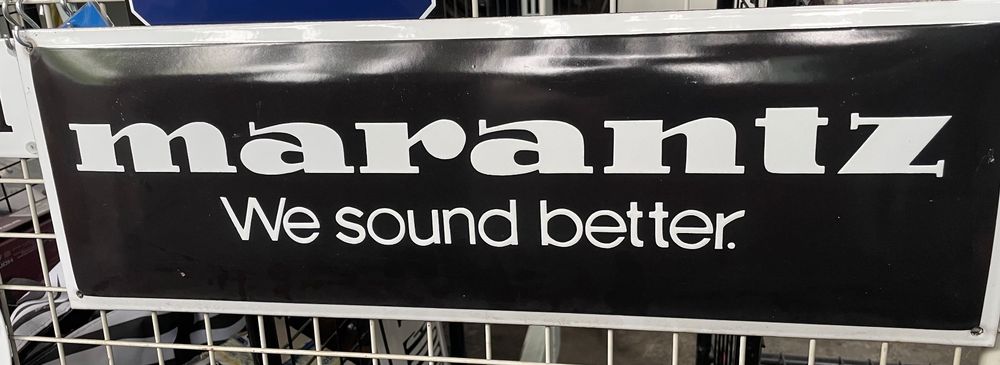 marantz
We sound better.